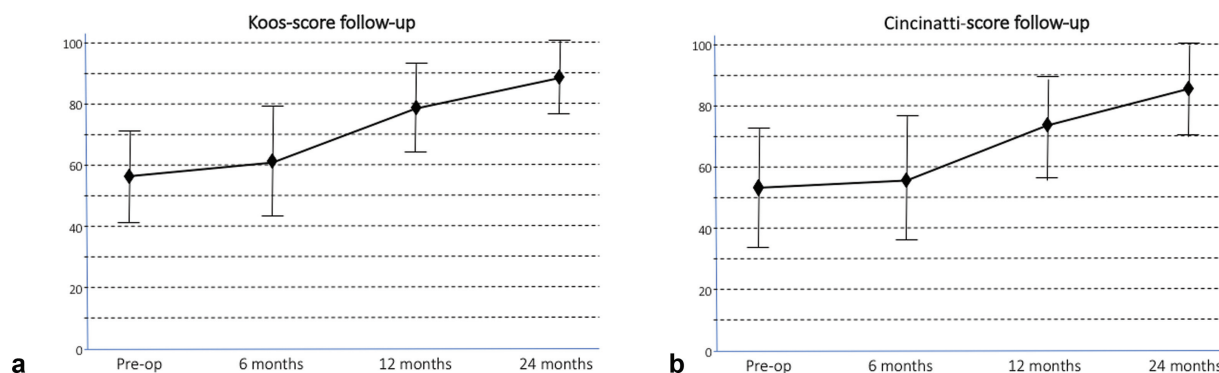 Koos-score follow-up
100
80
60
40
20
0
Pre-op 6 months 12 months 24 months
a
Cincinatti-score follow-up
100
80
60
40
20
0
Pre-op 6 months 12 months 24 months
b